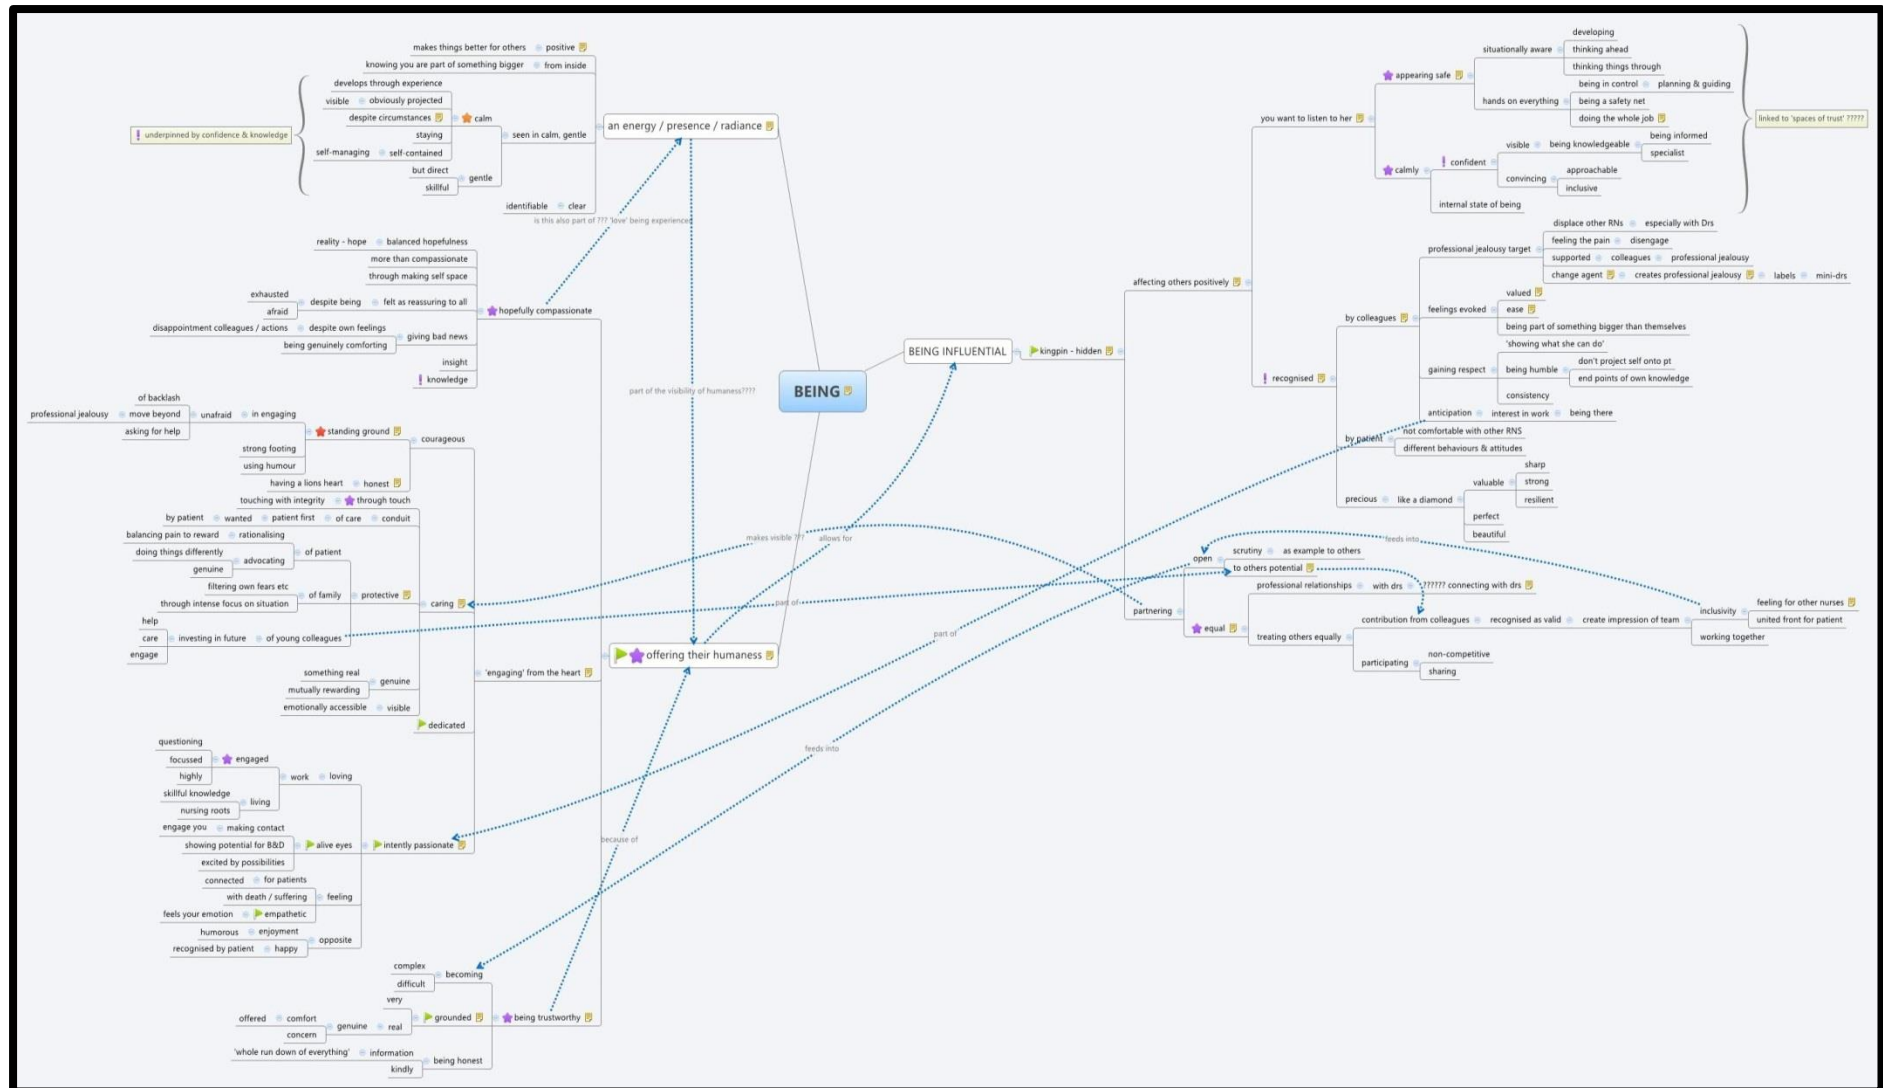 BEING
an energy / presence / radiance
positive
makes things better for others
from inside
knowing you are part of something bigger
seen in calm, gentle
calm
develops through experience
obviously projected
visible
despite circumstances
staying
self-contained
self-managing
gentle
but direct
skillful
clear
identifiable
underpinned by confidence & knowledge
is this also part of ??? 'love' being experienced
part of the visibility of humaness????
offering their humaness
hopefully compassionate
balanced hopefulness
reality - hope
more than compassionate
through making self space
felt as reassuring to all
despite being
exhausted
afraid
giving bad news
despite own feelings
disappointment colleagues / actions
being genuinely comforting
insight
knowledge
'engaging' from the heart
courageous
standing ground
in engaging
unafraid
of backlash
move beyond
professional jealousy
asking for help
strong footing
using humour
honest
having a lions heart
caring
through touch
touching with integrity
conduit
of care
patient first
wanted
by patient
protective
of patient
rationalising
balancing pain to reward
advocating
doing things differently
genuine
of family
filtering own fears etc
through intense focus on situation
of young colleagues
investing in future
help
care
engage
genuine
something real
mutually rewarding
visible
emotionally accessible
dedicated
intently passionate
loving
work
engaged
questioning
focussed
highly
living
skillful knowledge
nursing roots
alive eyes
making contact
engage you
showing potential for B&D
excited by possibilities
feeling
for patients
connected
with death / suffering
empathetic
feels your emotion
opposite
enjoyment
humorous
happy
recognised by patient
being trustworthy
becoming
complex
difficult
grounded
very
real
genuine
comfort
offered
concern
being honest
information
'whole run down of everything'
kindly
because of
BEING INFLUENTIAL
kingpin - hidden
affecting others positively
you want to listen to her
appearing safe
situationally aware
developing
thinking ahead
thinking things through
hands on everything
being in control
planning & guiding
being a safety net
doing the whole job
calmly
confident
visible
being knowledgeable
being informed
specialist
convincing
approachable
inclusive
internal state of being
linked to 'spaces of trust' ?????
recognised
by colleagues
professional jealousy target
displace other RNs
especially with Drs
feeling the pain
disengage
supported
colleagues
professional jealousy
change agent
creates professional jealousy
labels
mini-drs
feelings evoked
valued
ease
being part of something bigger than themselves
gaining respect
'showing what she can do'
being humble
don't project self onto pt
end points of own knowledge
consistency
anticipation
interest in work
being there
by patient
not comfortable with other RNS
different behaviours & attitudes
precious
like a diamond
valuable
sharp
strong
resilient
perfect
beautiful
partnering
open
scrutiny
as example to others
to others potential
equal
professional relationships
with drs
?????? connecting with drs
treating others equally
contribution from colleagues
recognised as valid
create impression of team
inclusivity
feeling for other nurses
united front for patient
working together
participating
non-competitive
sharing
makes visible ???
allows for
feeds into
part of
part of
feeds into